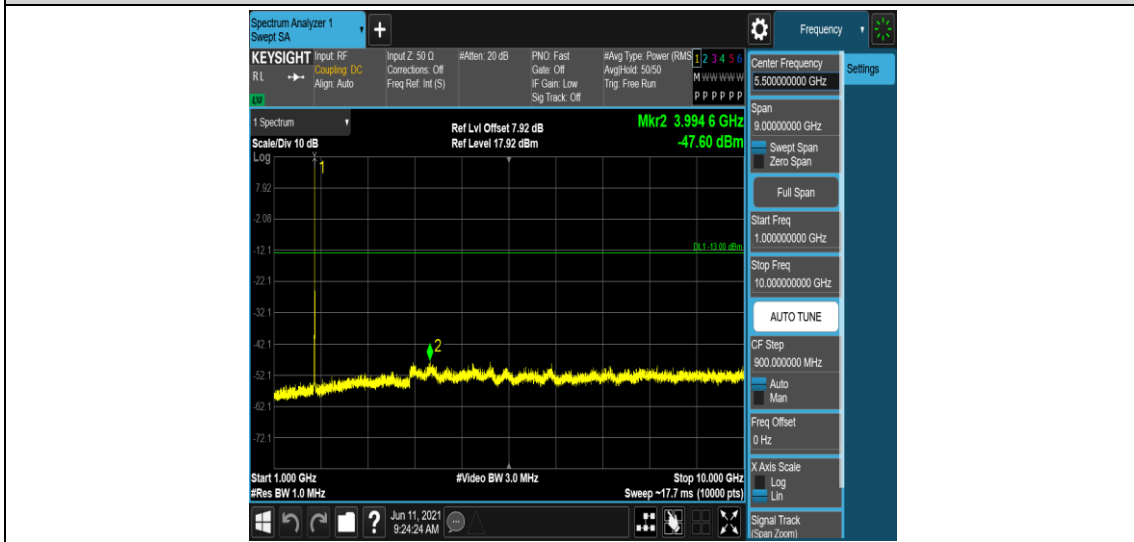 Spectrum Analyzer 1
Swept SA
Frequency
KEYSIGHT
RL
LXI
Input: RF
Coupling: DC
Align: Auto
Input Z: 50 Ω
Corrections: Off
Freq Ref: Int (S)
#Atten: 20 dB
PNO: Fast
Gate: Off
IF Gain: Low
Sig Track: Off
#Avg Type: Power (RMS
Avg|Hold: 50/50
Trig: Free Run
1 2 3 4 5 6
M W W W W W
P P P P P P
Center Frequency
5.500000000 GHz
Settings
1 Spectrum
Scale/Div 10 dB
Log
Ref Lvl Offset 7.92 dB
Ref Level 17.92 dBm
Mkr2 3.994 6 GHz
-47.60 dBm
Span
9.00000000 GHz
Swept Span
Zero Span
Full Span
Start Freq
1.000000000 GHz
Stop Freq
10.000000000 GHz
AUTO TUNE
CF Step
900.000000 MHz
Auto
Man
Freq Offset
0 Hz
X Axis Scale
Log
Lin
Signal Track
(Span Zoom)
1
7.92
-2.08
-12.1
DL1 -13.00 dBm
-22.1
-32.1
-42.1
2
-52.1
-62.1
-72.1
Start 1.000 GHz
#Res BW 1.0 MHz
#Video BW 3.0 MHz
Stop 10.000 GHz
Sweep ~17.7 ms (10000 pts)
?
Jun 11, 2021
9:24:24 AM